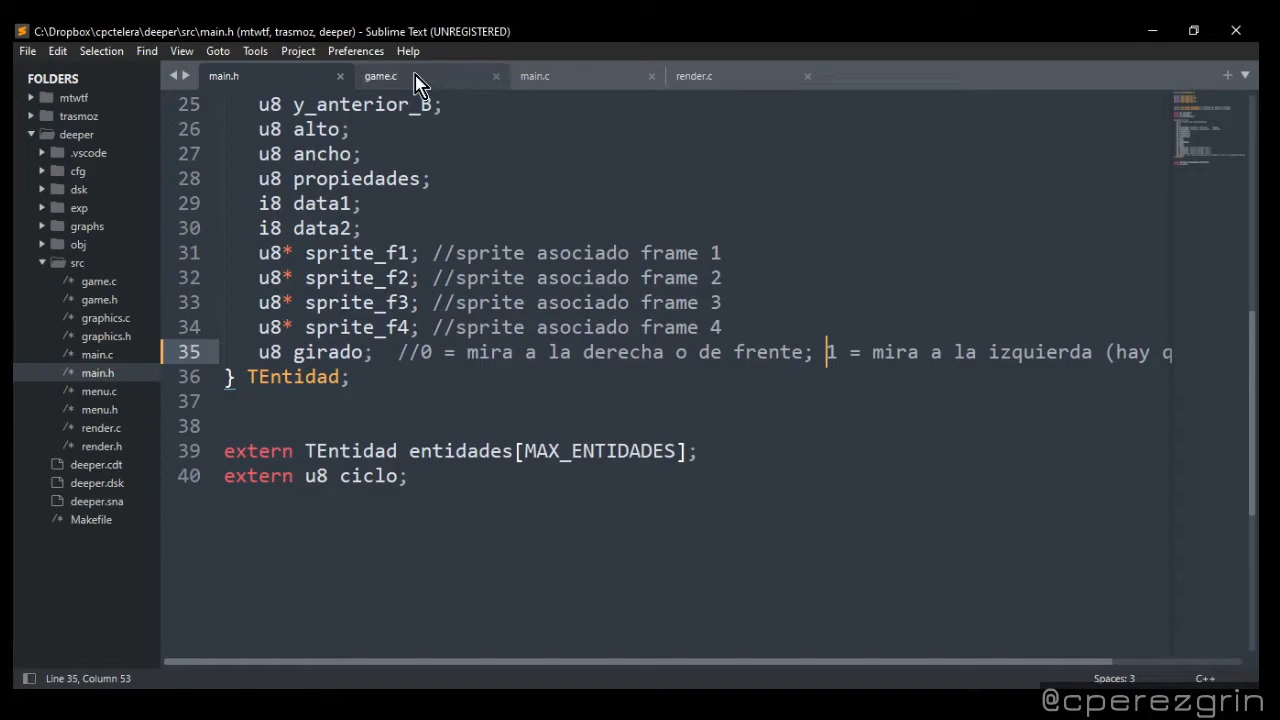 C:\Dropbox\cpctelera\deeper\src\main.h (mtwtf, trasmoz, deeper) - Sublime Text (UNREGISTERED)
File Edit Selection Find View Goto Tools Project Preferences Help
FOLDERS
mtwtf
trasmoz
deeper
.vscode
cfg
dsk
exp
graphs
obj
src
/* game.c
/* game.h
/* graphics.c
/* graphics.h
/* main.c
/* main.h
/* menu.c
/* menu.h
/* render.c
/* render.h
deeper.cdt
deeper.dsk
deeper.sna
/* Makefile
main.h game.c main.c render.c
25 u8 y_anterior_B;
26 u8 alto;
27 u8 ancho;
28 u8 propiedades;
29 i8 data1;
30 i8 data2;
31 u8* sprite_f1; //sprite asociado frame 1
32 u8* sprite_f2; //sprite asociado frame 2
33 u8* sprite_f3; //sprite asociado frame 3
34 u8* sprite_f4; //sprite asociado frame 4
35 u8 girado; //0 = mira a la derecha o de frente; 1 = mira a la izquierda (hay q
36 } TEntidad;
37
38
39 extern TEntidad entidades[MAX_ENTIDADES];
40 extern u8 ciclo;
Line 35, Column 53
Spaces: 3 C++
@cperezgrin